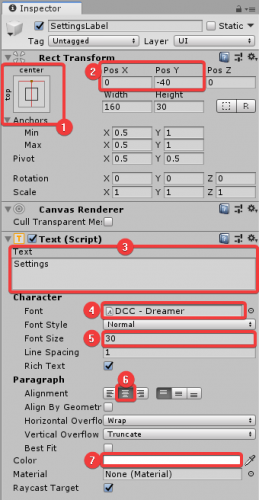 Inspector
SettingsLabel Static
Tag Untagged Layer UI
Rect Transform
center
2 Pos X Pos Y Pos Z
top
0 -40 0
Width Height
160 30
1
R
Anchors
Min X 0.5 Y 1
Max X 0.5 Y 1
Pivot X 0.5 Y 0.5
Rotation X 0 Y 0 Z 0
Scale X 1 Y 1 Z 1
Canvas Renderer
Cull Transparent Mes
T Text (Script)
3
Text
Settings
Character
Font 4 DCC - Dreamer
Font Style Normal
Font Size 5 30
Line Spacing 1
Rich Text
Paragraph 6
Alignment
Align By Geometr
Horizontal Overflow Wrap
Vertical Overflow Truncate
Best Fit
Color 7
Material None (Material)
Raycast Target